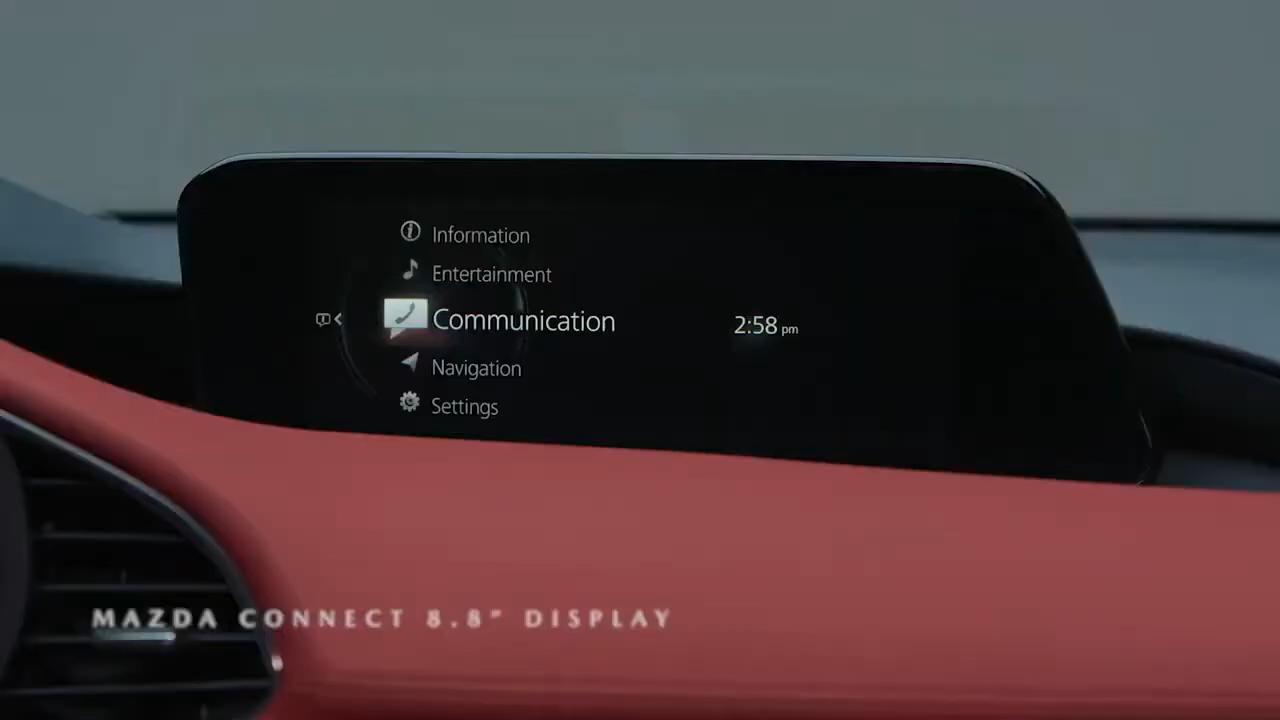 Information
Entertainment
Communication
2:58 pm
Navigation
Settings
MAZDA CONNECT 8.8" DISPLAY